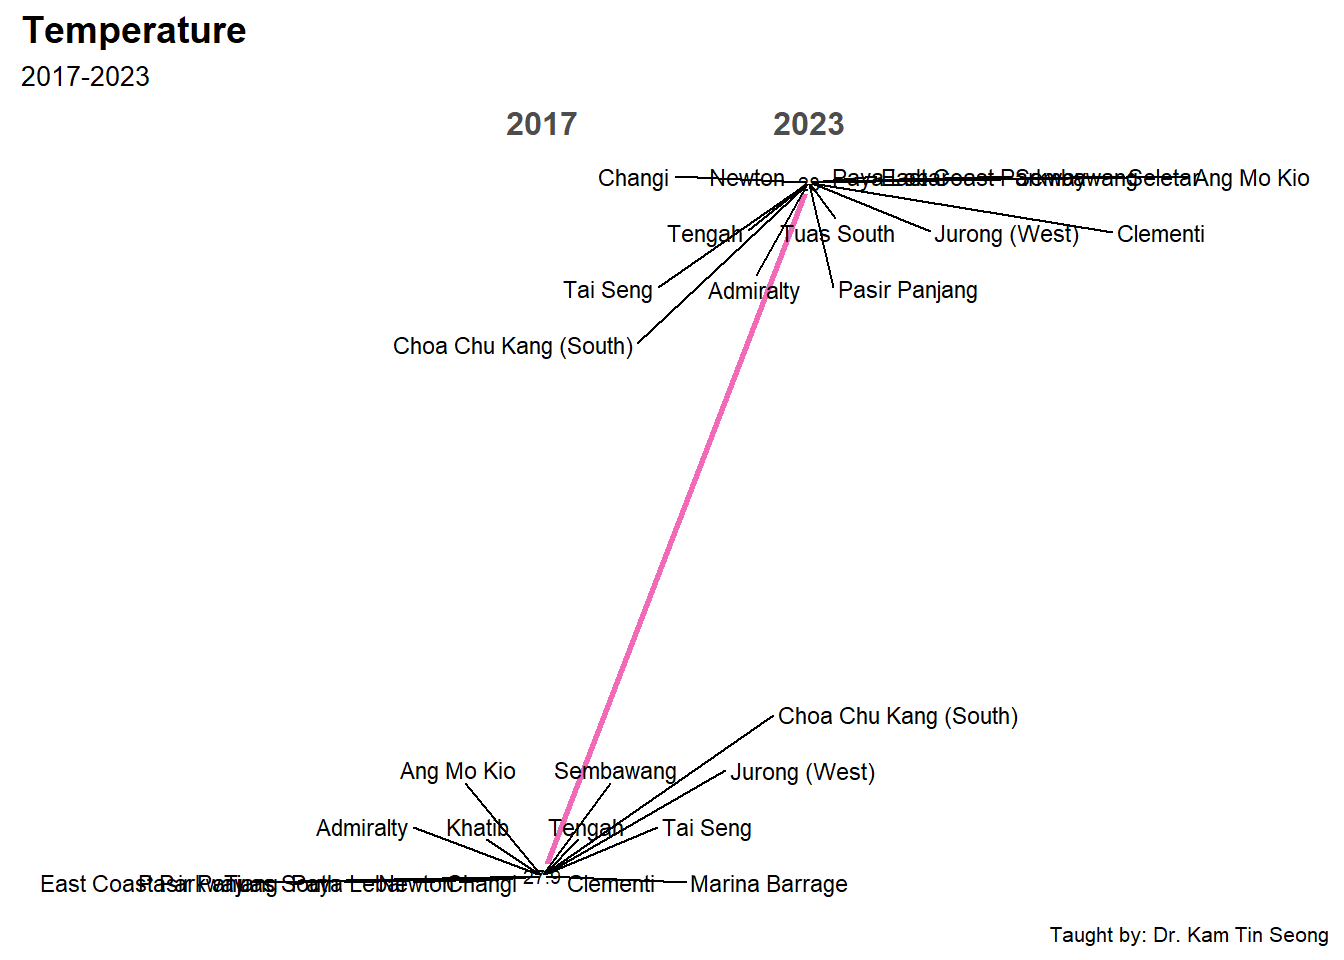 Temperature
2017-2023
2017 2023
Changi Newton Paya Lebar East Coast Parkway Sembawang Seletar Ang Mo Kio
Tengah Tuas South Jurong (West) Clementi
Tai Seng Admiralty Pasir Panjang
Choa Chu Kang (South)
Choa Chu Kang (South)
Ang Mo Kio Sembawang Jurong (West)
Admiralty Khatib Tengah Tai Seng
East Coast Parkway Pasir Panjang Tuas South Paya Lebar Newton Changi 27.9 Clementi Marina Barrage
Taught by: Dr. Kam Tin Seong